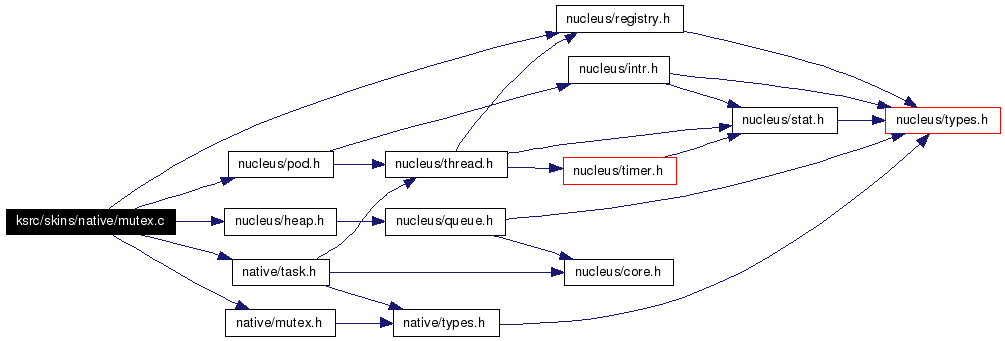 nucleus/registry.h
nucleus/intr.h
nucleus/stat.h
nucleus/types.h
nucleus/pod.h
nucleus/thread.h
nucleus/timer.h
ksrc/skins/native/mutex.c
nucleus/heap.h
nucleus/queue.h
native/task.h
nucleus/core.h
native/mutex.h
native/types.h